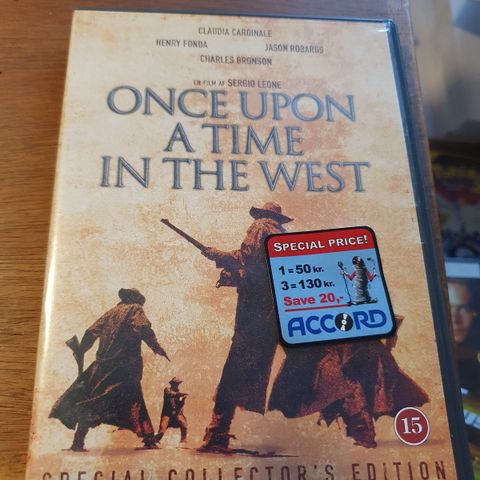 CLAUDIA CARDINALE
HENRY FONDA JASON ROBARDS
CHARLES BRONSON
EN FILM AF SERGIO LEONE
ONCE UPON
A TIME
IN THE WEST
SPECIAL PRICE!
1 = 50 kr.
3 = 130 kr.
Save 20,-
ACCORD
15
SPECIAL COLLECTOR'S EDITION